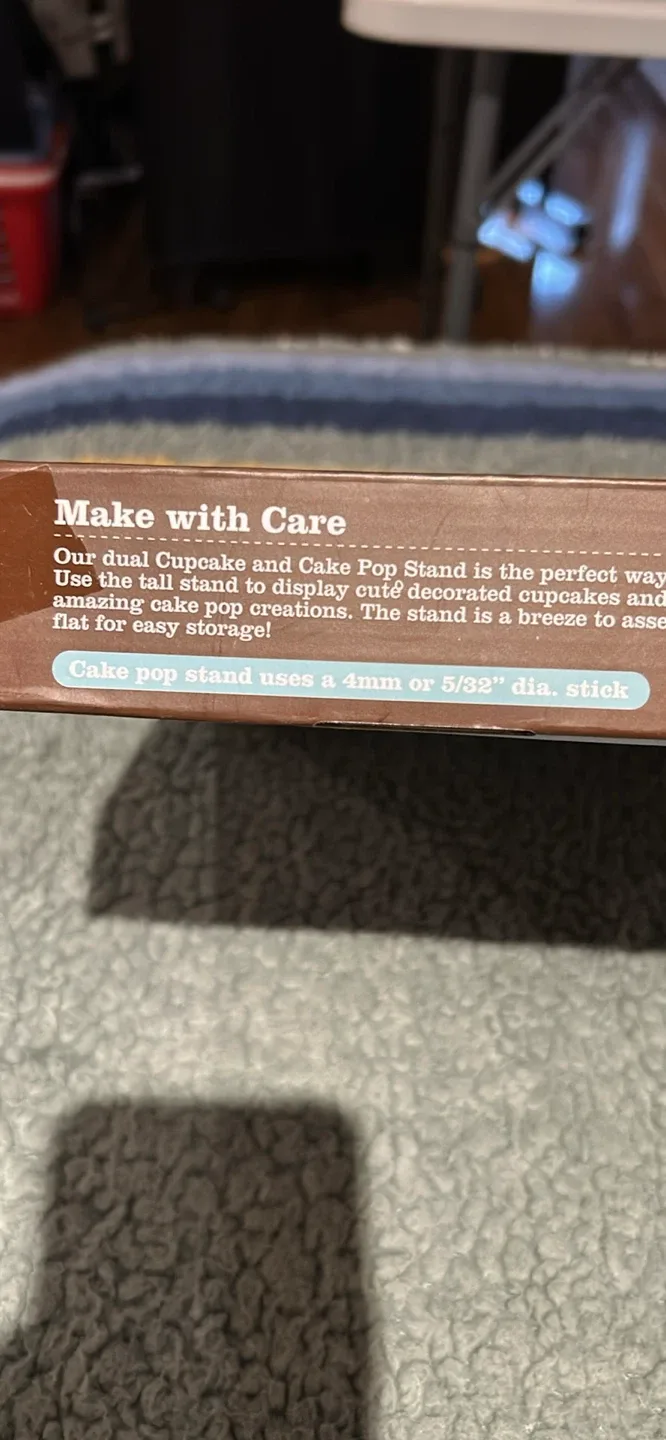 Make with Care
Our dual Cupcake and Cake Pop Stand is the perfect way
Use the tall stand to display cute decorated cupcakes and
amazing cake pop creations. The stand is a breeze to asse
flat for easy storage!
Cake pop stand uses a 4mm or 5/32” dia. stick